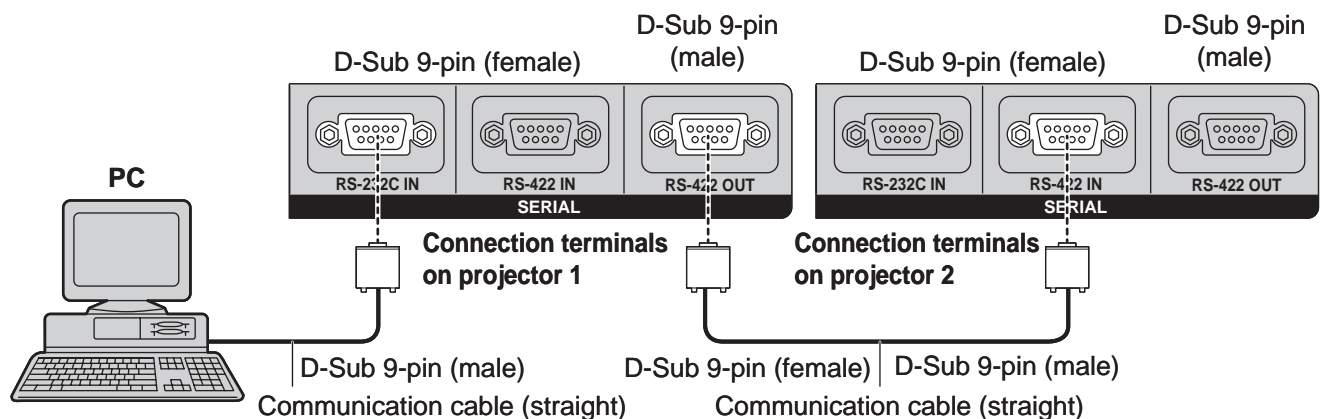 D-Sub 9-pin (female)
D-Sub 9-pin
(male)
D-Sub 9-pin (female)
D-Sub 9-pin
(male)
RS-232C IN
RS-422 IN
RS-422 OUT
SERIAL
RS-232C IN
RS-422 IN
RS-422 OUT
SERIAL
PC
Connection terminals
on projector 1
Connection terminals
on projector 2
D-Sub 9-pin (male)
Communication cable (straight)
D-Sub 9-pin (female)
D-Sub 9-pin (male)
Communication cable (straight)